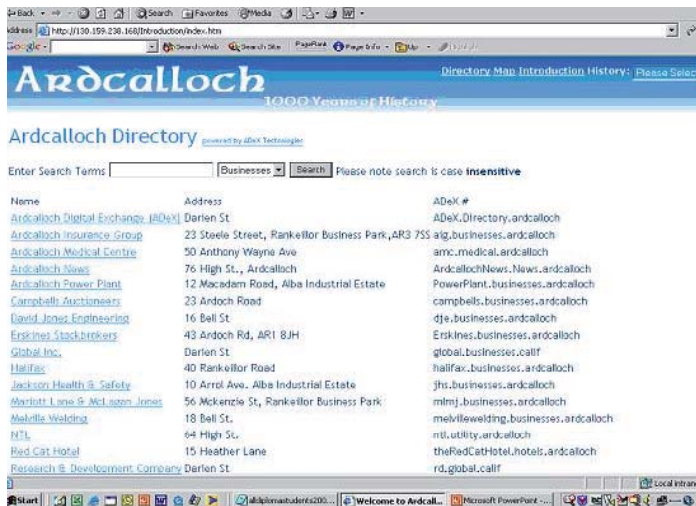 Back
Search Favorites Media
Address http://130.159.238.168/Introduction/index.htm
Google Search Web Search Site PageRank Page Info Up
Ardcalloch
Directory Map Introduction History: Please Selec
1000 Years of History
Ardcalloch Directory powered by ADeX Technologies
Enter Search Terms Businesses Search Please note search is case insensitive
Name Address ADeX #
Ardcalloch Digital Exchange (ADeX) Darien St ADeX.Directory.ardcalloch
Ardcalloch Insurance Group 23 Steele Street, Rankeillor Business Park,AR3 7SS aig.businesses.ardcalloch
Ardcalloch Medical Centre 50 Anthony Wayne Ave amc.medical.ardcalloch
Ardcalloch News 76 High St., Ardcalloch ArdcallochNews.News.ardcalloch
Ardcalloch Power Plant 12 Macadam Road, Alba Industrial Estate PowerPlant.businesses.ardcalloch
Campbells Auctioneers 23 Ardoch Road campbells.businesses.ardcalloch
David Jones Engineering 16 Bell St dje.businesses.ardcalloch
Erskines Stockbrokers 43 Ardoch Rd, AR1 8JH Erskines.businesses.ardcalloch
Global Inc. Darien St global.businesses.calif
Halifax 40 Rankeillor Road halifax.businesses.ardcalloch
Jackson Health & Safety 10 Arrol Ave. Alba Industrial Estate jhs.businesses.ardcalloch
Marriott Lane & McLagan Jones 56 Mckenzie St, Rankeillor Business Park mlmj.businesses.ardcalloch
Melville Welding 18 Bell St. melvillewelding.businesses.ardcalloch
NTL 64 High St. ntl.utility.ardcalloch
Red Cat Hotel 15 Heather Lane theRedCatHotel.hotels.ardcalloch
Research & Development Company Darien St rd.global.calif
Local intran
Start Welcome to Ardcall... Microsoft PowerPoint -...